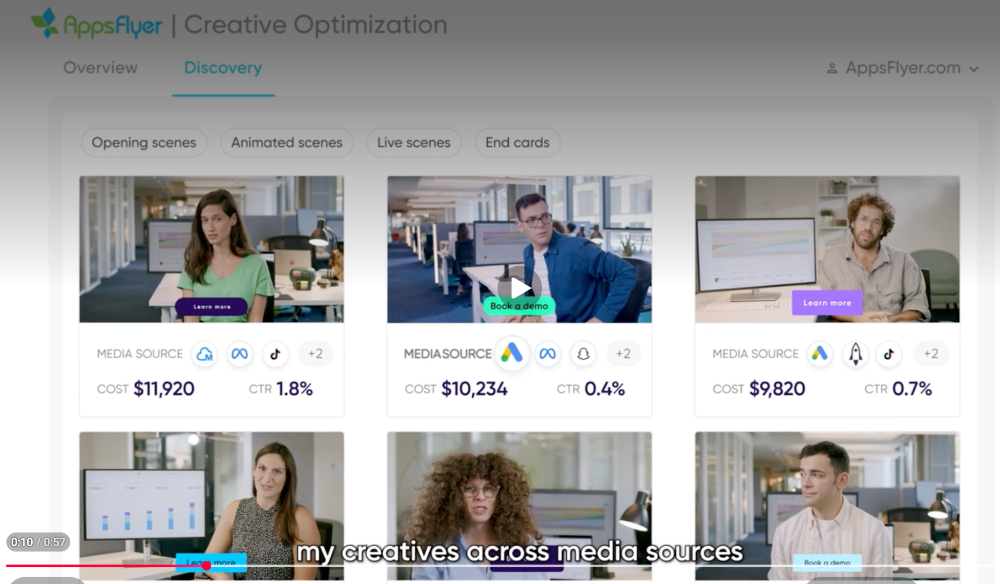 AppsFlyer | Creative Optimization
Overview Discovery AppsFlyer.com
Opening scenes Animated scenes Live scenes End cards
Learn more Book a demo Learn more
MEDIA SOURCE +2 MEDIA SOURCE +2 MEDIA SOURCE +2
COST $11,920 CTR 1.8% COST $10,234 CTR 0.4% COST $9,820 CTR 0.7%
0:10 / 0:57
my creatives across media sources
Learn more Book a demo